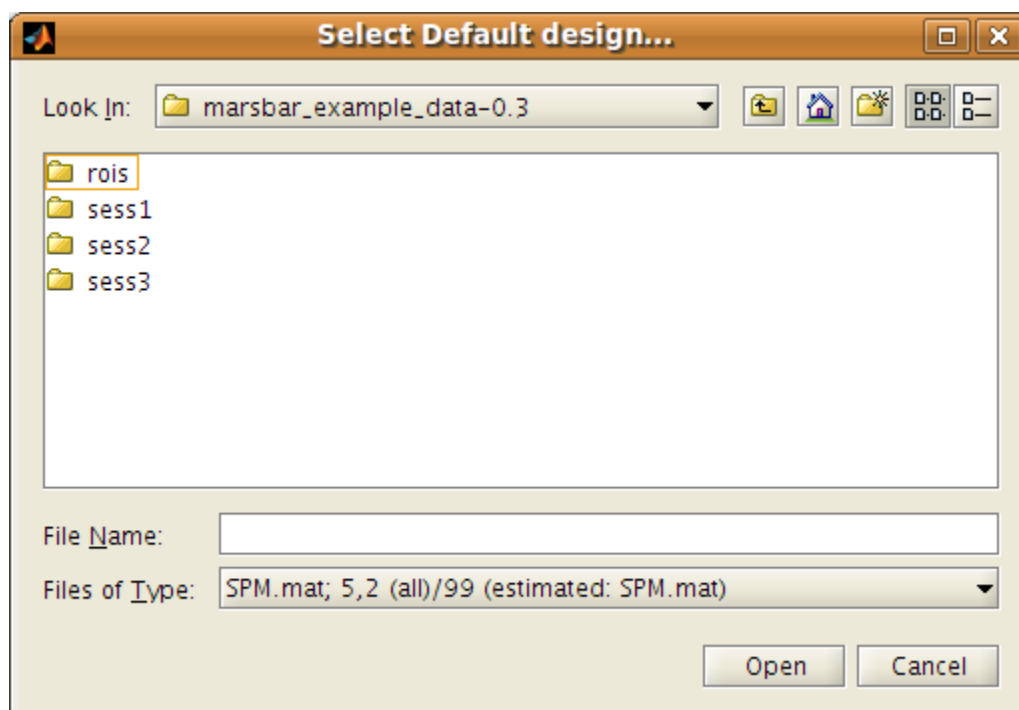 Select Default design...
Look In: marsbar_example_data-0.3
rois
sess1
sess2
sess3
File Name:
Files of Type: SPM.mat; 5,2 (all)/99 (estimated: SPM.mat)
Open Cancel